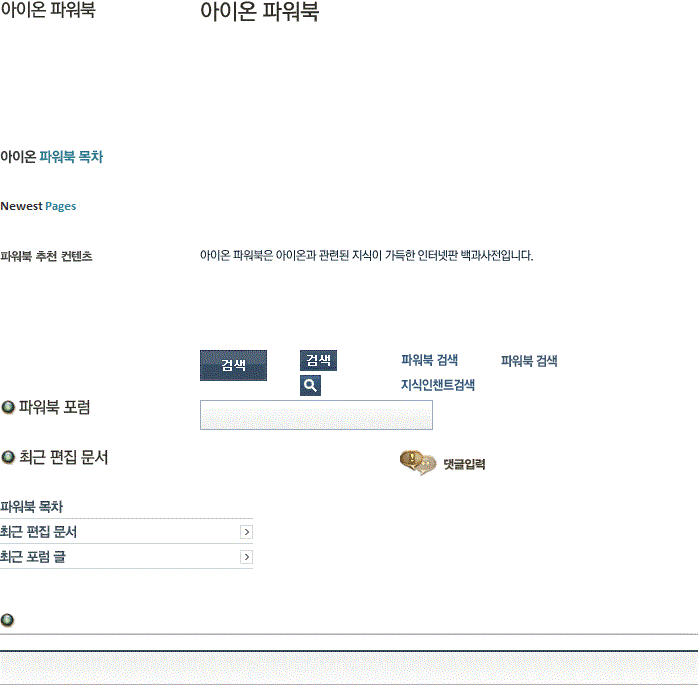 아이온 파워북
아이온 파워북
아이온 파워북 목차
Newest Pages
파워북 추천 컨텐츠
아이온 파워북은 아이온과 관련된 지식이 가득한 인터넷판 백과사전입니다.
검색
검색
파워북 검색
파워북 검색
지식인챈트검색
파워북 포럼
최근 편집 문서
댓글입력
파워북 목차
최근 편집 문서
최근 포럼 글